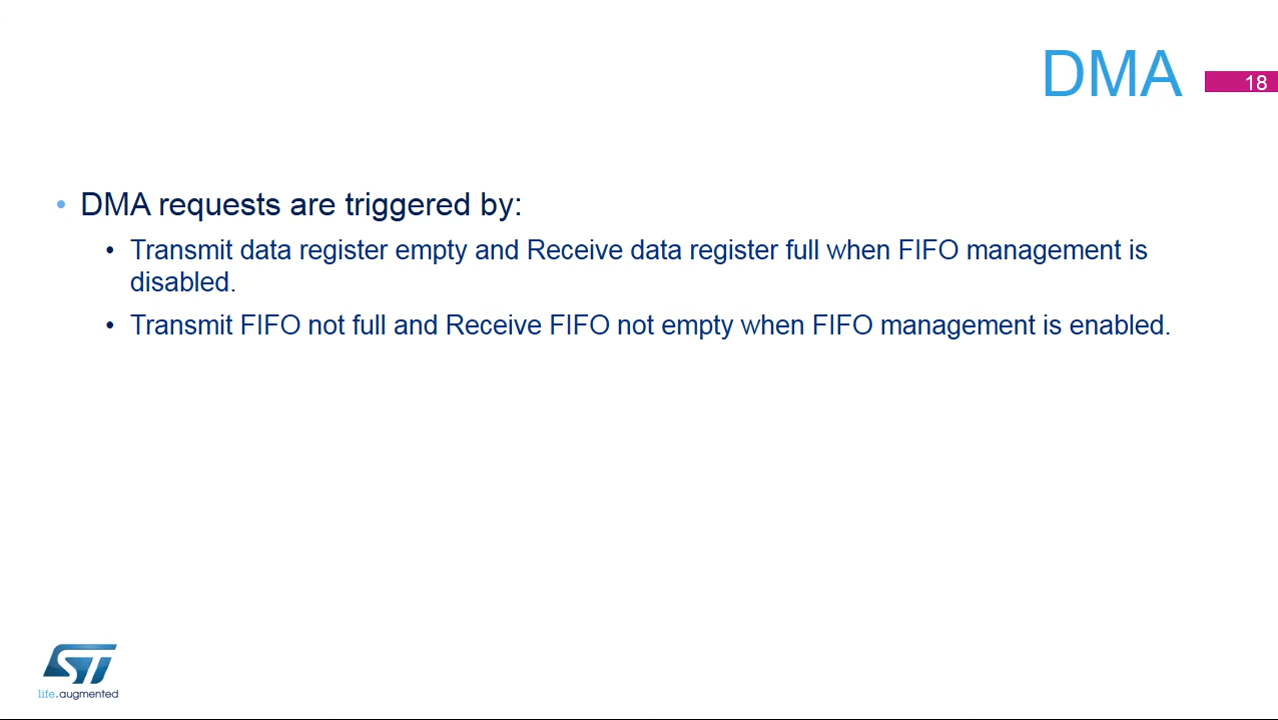 DMA
18
• DMA requests are triggered by:
• Transmit data register empty and Receive data register full when FIFO management is
disabled.
• Transmit FIFO not full and Receive FIFO not empty when FIFO management is enabled.
ST
life.augmented